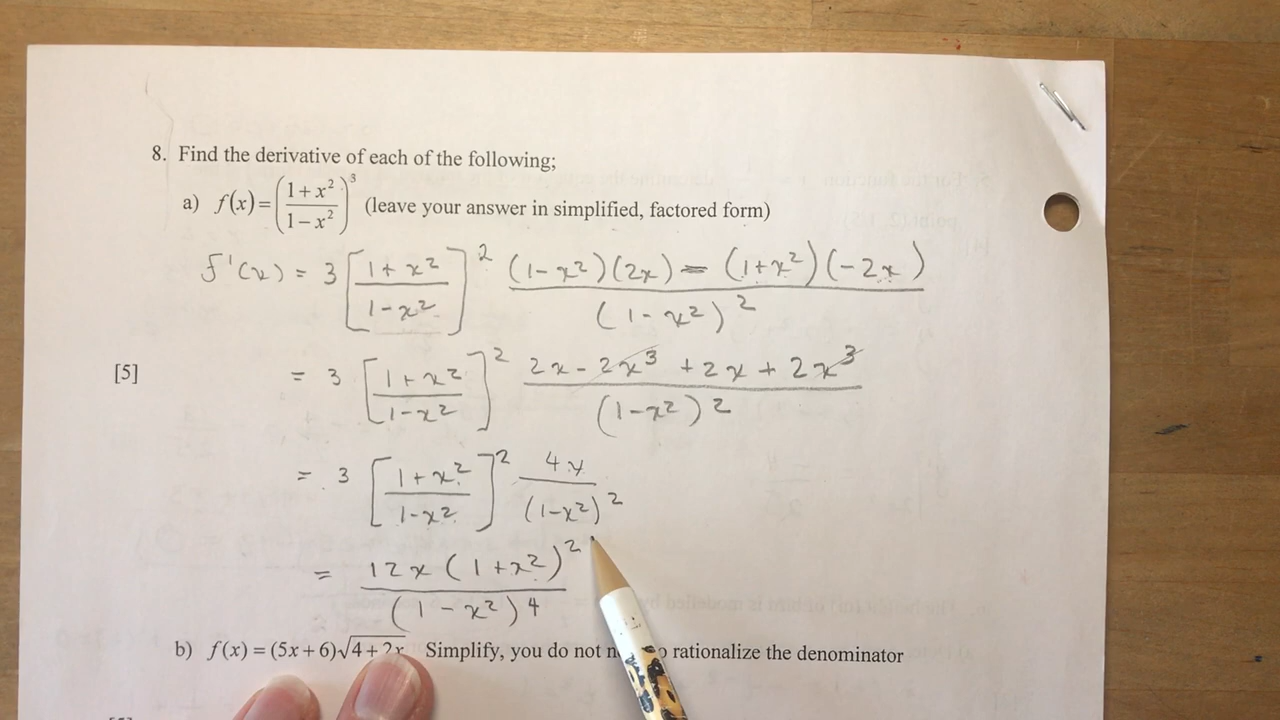 8. Find the derivative of each of the following;
a) f(x) = ((1+x²)/(1−x²))³ (leave your answer in simplified, factored form)
f'(x) = 3 [(1+x²)/(1−x²)]² ((1−x²)(2x) − (1+x²)(−2x))/(1−x²)²
[5] = 3 [(1+x²)/(1−x²)]² (2x − 2x³ + 2x + 2x³)/(1−x²)²
= 3 [(1+x²)/(1−x²)]² 4x/(1−x²)²
= 12x(1+x²)²/(1−x²)⁴
b) f(x) = (5x+6)√(4+2x) Simplify, you do not rationalize the denominator